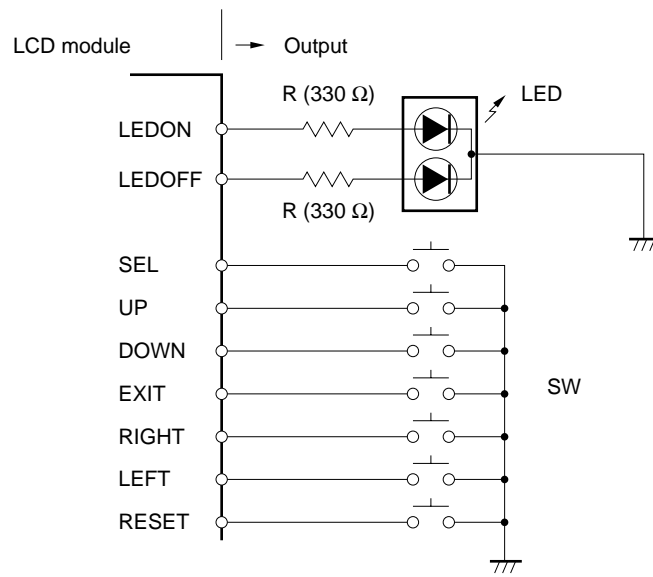 LCD module
Output
R (330 Ω)
LED
LEDON
LEDOFF
R (330 Ω)
SEL
UP
DOWN
EXIT
SW
RIGHT
LEFT
RESET